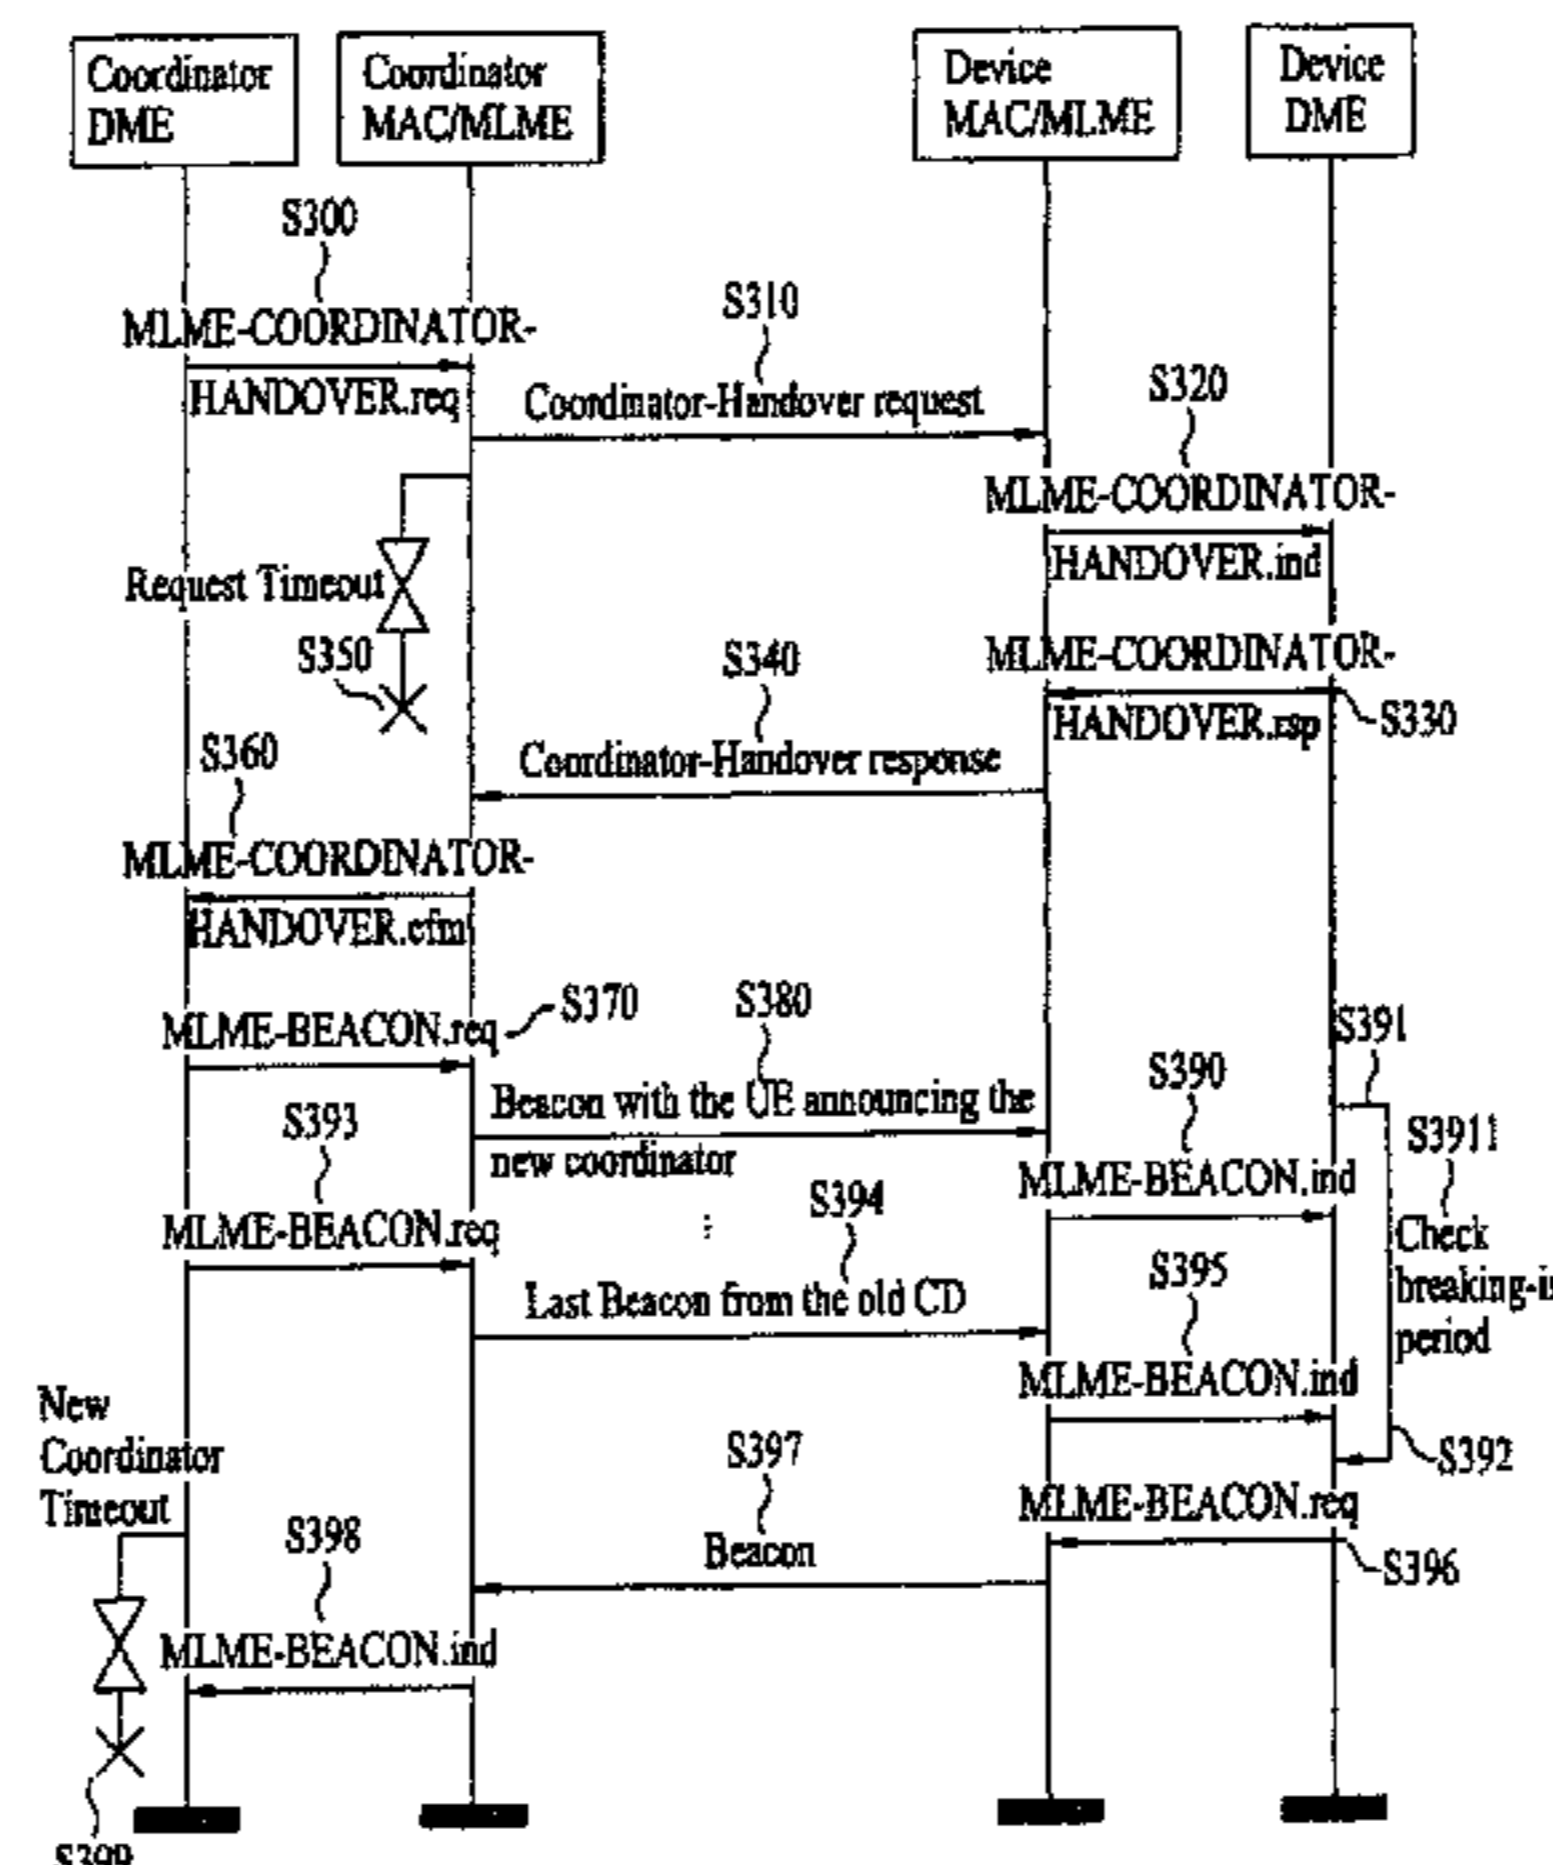 Coordinator
DME
Coordinator
MAC/MLME
Device
MAC/MLME
Device
DME
S300
MLME-COORDINATOR-
HANDOVER.req
S310
Coordinator-Handover request
S320
MLME-COORDINATOR-
HANDOVER.ind
Request Timeout
S350
S340
Coordinator-Handover response
MLME-COORDINATOR-
HANDOVER.rsp
S330
S360
MLME-COORDINATOR-
HANDOVER.cfm
MLME-BEACON.req
S370
S380
Beacon with the UE announcing the
new coordinator
S390
MLME-BEACON.ind
S391
S3911
Check
breaking-i
period
S393
MLME-BEACON.req
S394
Last Beacon from the old CD
S395
MLME-BEACON.ind
S392
New
Coordinator
Timeout
S397
Beacon
MLME-BEACON.req
S396
S398
MLME-BEACON.ind
S399